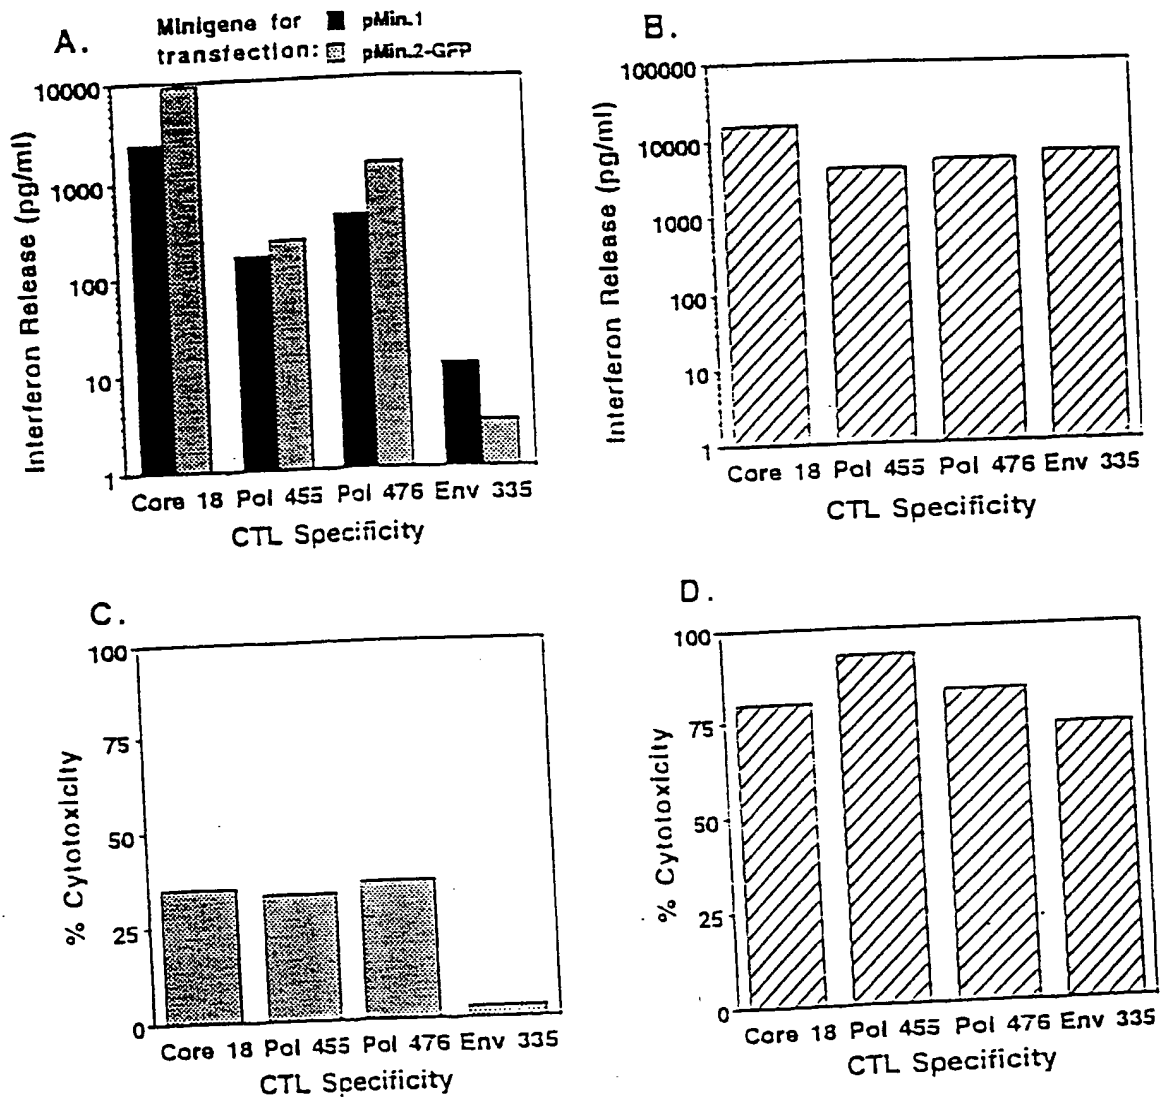 A.
Minigene for
transfection:
pMin.1
pMin.2-GFP
Interferon Release (pg/ml)
10000
1000
100
10
1
Core 18 Pol 455 Pol 476 Env 335
CTL Specificity
B.
Interferon Release (pg/ml)
100000
10000
1000
100
10
1
Core 18 Pol 455 Pol 476 Env 335
CTL Specificity
C.
% Cytotoxicity
100
75
50
25
0
Core 18 Pol 455 Pol 476 Env 335
CTL Specificity
D.
% Cytotoxicity
100
75
50
25
0
Core 18 Pol 455 Pol 476 Env 335
CTL Specificity